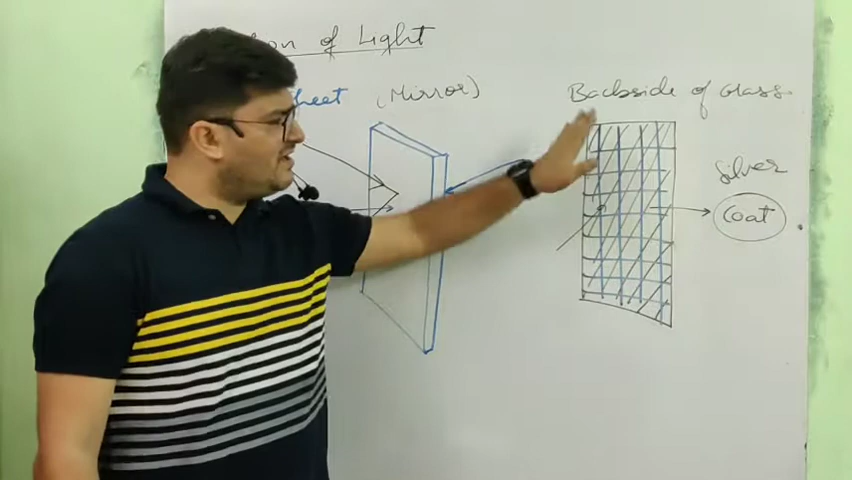 of Light
(Mirror)
Backside of Glass
Silver
Coat